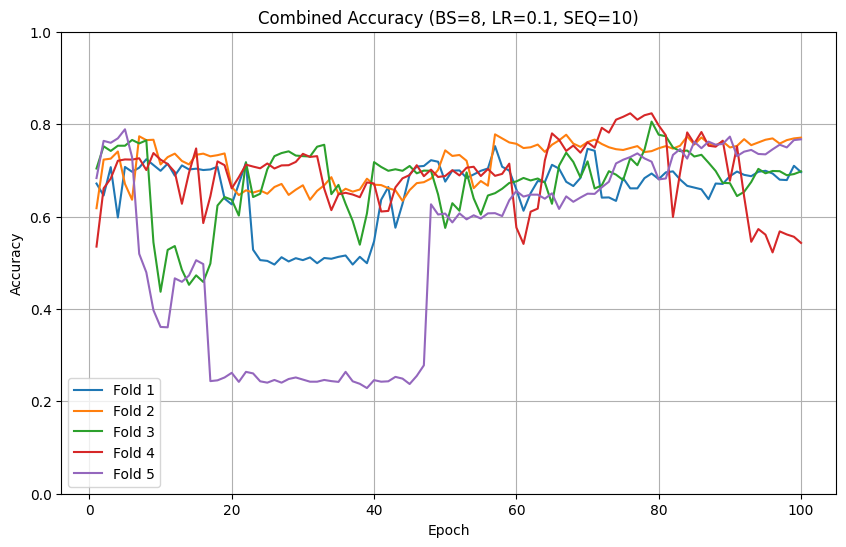 Combined Accuracy (BS=8, LR=0.1, SEQ=10)
1.0
0.8
0.6
0.4
0.2
0.0
Accuracy
Fold 1
Fold 2
Fold 3
Fold 4
Fold 5
0 20 40 60 80 100
Epoch